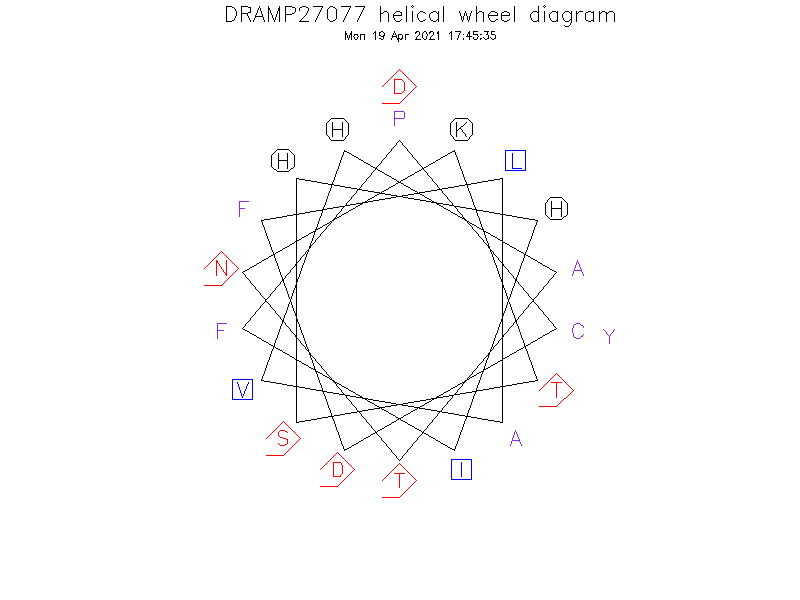 DRAMP27077 helical wheel diagram
Mon 19 Apr 2021 17:45:35
D
P
H K
H L
F H
N A
F C Y
V T
S A
D T I